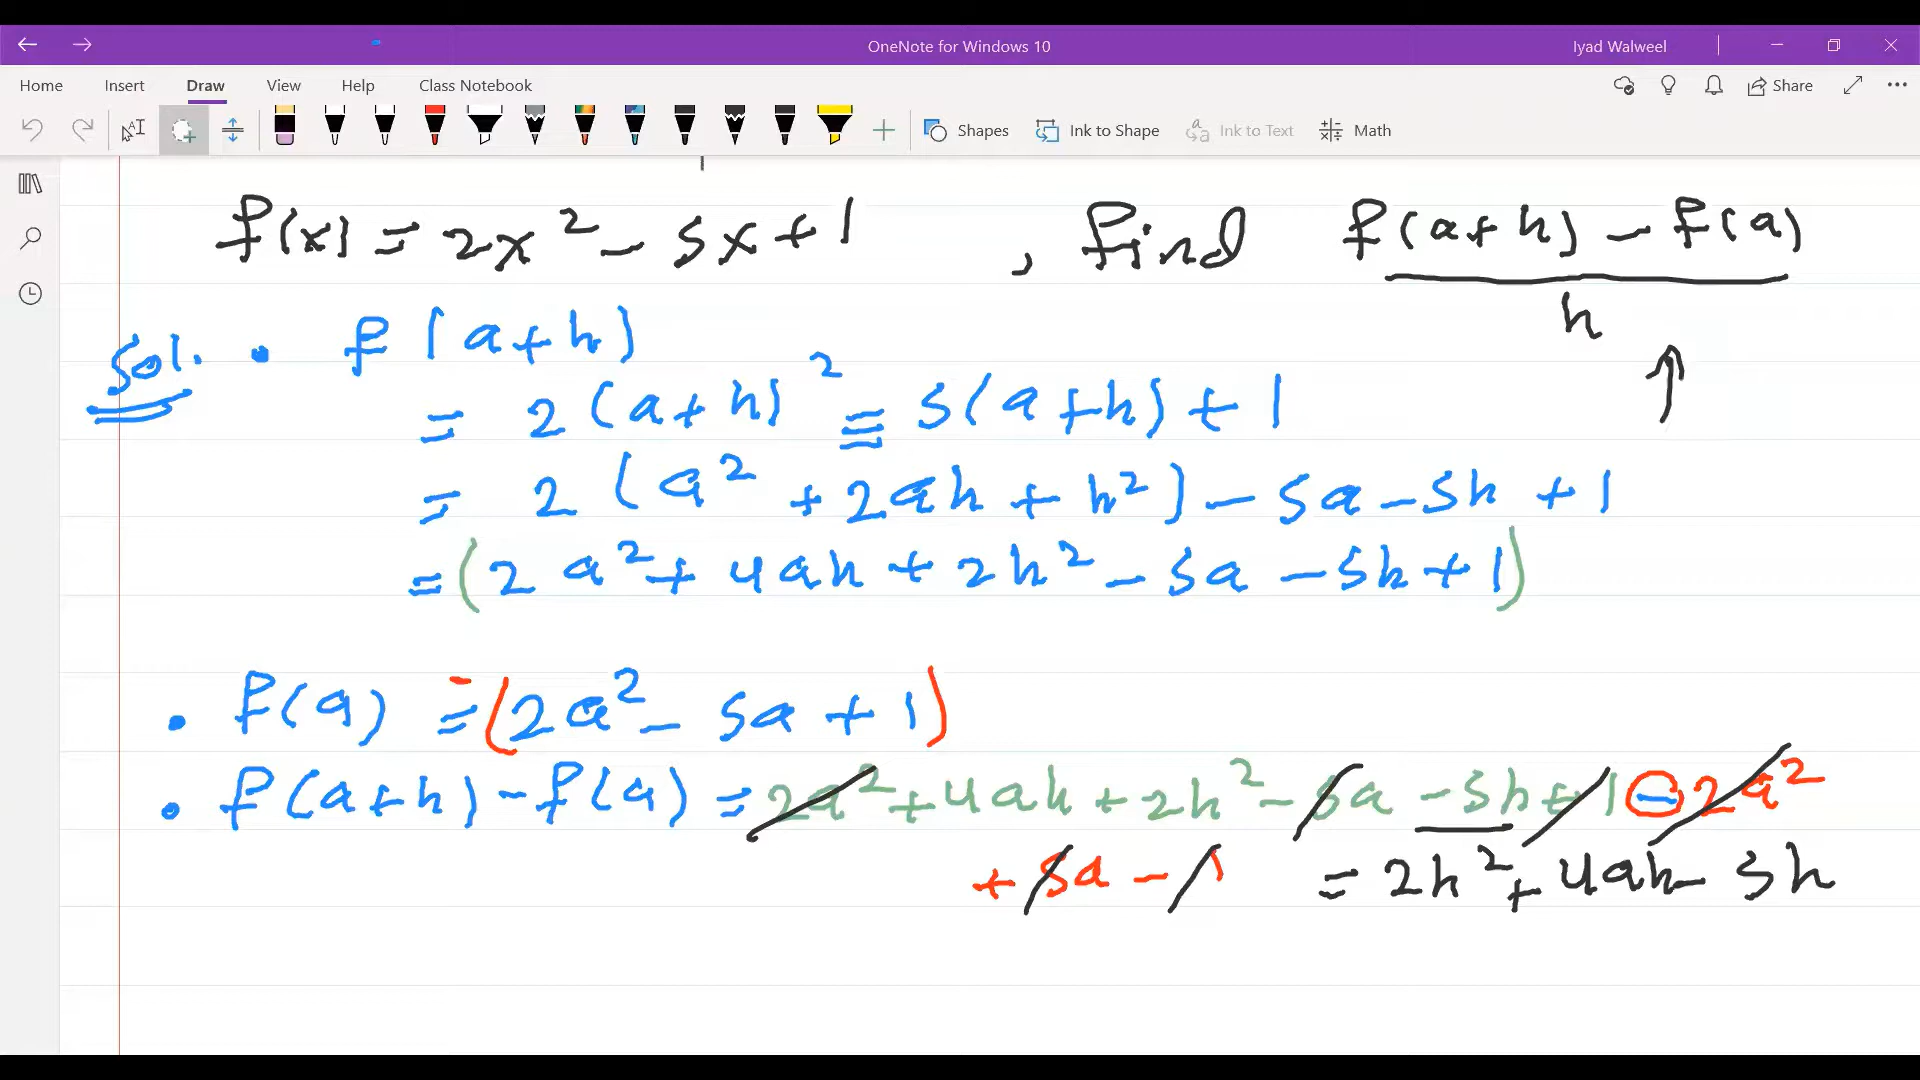 OneNote for Windows 10
Iyad Walweel
Home Insert Draw View Help Class Notebook Share
Shapes Ink to Shape Ink to Text Math
f(x) = 2x² - 5x + 1 , Find f(a+h) - f(a)
h
Sol. • f(a+h)
= 2(a+h)² - 5(a+h) + 1
= 2(a² + 2ah + h²) - 5a - 5h + 1
= (2a² + 4ah + 2h² - 5a - 5h + 1)
• f(a) = -(2a² - 5a + 1)
• f(a+h) - f(a) = 2a² + 4ah + 2h² - 5a - 5h + 1 - 2a²
+ 5a - 1 = 2h² + 4ah - 5h